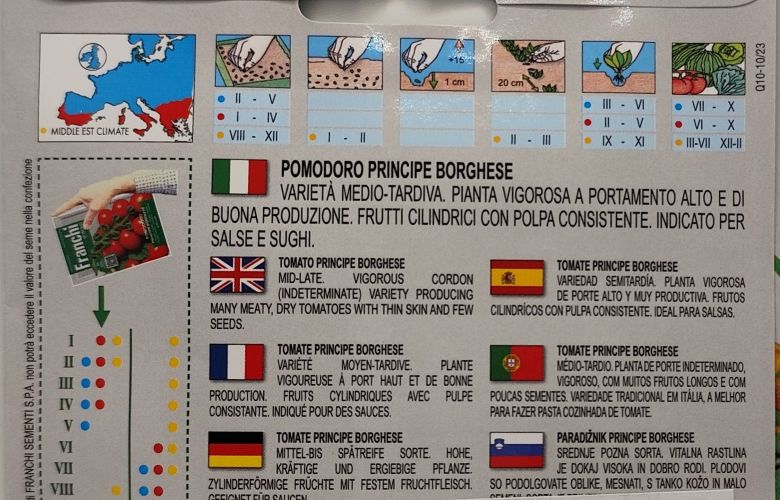 MIDDLE EST CLIMATE
+15
1 cm
20 cm
II - V
I - IV
VIII - XII
I - II
II - III
III - VI
II - V
IX - XI
VII - X
VI - X
III-VII XII-II
Q10-10/23
POMODORO PRINCIPE BORGHESE
VARIETÀ MEDIO-TARDIVA. PIANTA VIGOROSA A PORTAMENTO ALTO E DI
BUONA PRODUZIONE. FRUTTI CILINDRICI CON POLPA CONSISTENTE. INDICATO PER
SALSE E SUGHI.
TOMATO PRINCIPE BORGHESE
MID-LATE. VIGOROUS CORDON
(INDETERMINATE) VARIETY PRODUCING
MANY MEATY, DRY TOMATOES WITH THIN SKIN AND FEW
SEEDS.
TOMATE PRINCIPE BORGHESE
VARIEDAD SEMITARDÍA. PLANTA VIGOROSA
DE PORTE ALTO Y MUY PRODUCTIVA. FRUTOS
CILINDRÍCOS CON PULPA CONSISTENTE. IDEAL PARA SALSAS.
TOMATE PRINCIPE BORGHESE
VARIÉTÉ MOYEN-TARDIVE. PLANTE
VIGOUREUSE À PORT HAUT ET DE BONNE
PRODUCTION. FRUITS CYLINDRIQUES AVEC PULPE
CONSISTANTE. INDIQUÉ POUR DES SAUCES.
TOMATE PRINCIPE BORGHESE
MÉDIO-TARDIO. PLANTA DE PORTE INDETERMINADO,
VIGOROSO, COM MUITOS FRUTOS LONGOS E COM
POUCAS SEMENTES. VARIEDADE TRADICIONAL EM ITÁLIA, A MELHOR
PARA FAZER PASTA COZINHADA DE TOMATE.
TOMATE PRINCIPE BORGHESE
MITTEL-BIS SPÄTREIFE SORTE. HOHE,
KRÄFTIGE UND ERGIEBIGE PFLANZE.
ZYLINDERFÖRMIGE FRÜCHTE MIT FESTEM FRUCHTFLEISCH.
GEEIGNET FÜR SAUCEN
PARADIŽNIK PRINCIPE BORGHESE
SREDNJE POZNA SORTA. VITALNA RASTLINA
JE DOKAJ VISOKA IN DOBRO RODI. PLODOVI
SO PODOLGOVATE OBLIKE, MESNATI, S TANKO KOŽO IN MALO
Franchi
I
II
III
IV
V
VI
VII
VIII
di FRANCHI SEMENTI S.P.A. non potrà eccedere il valore del seme nella confezione